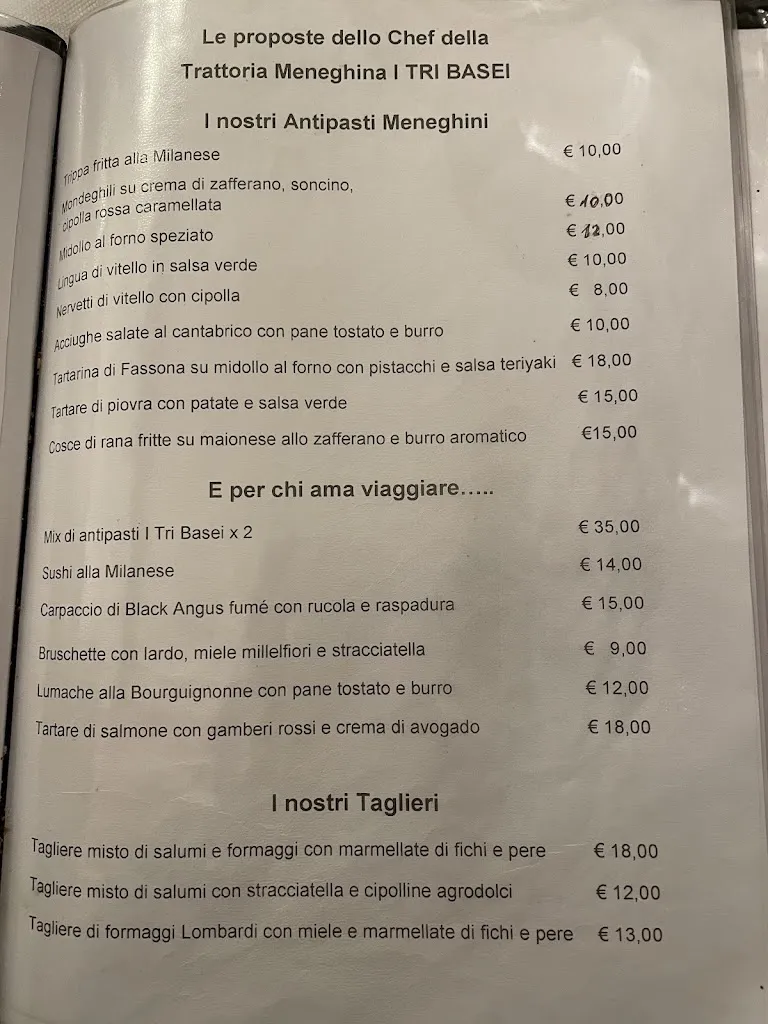 Le proposte dello Chef della
Trattoria Meneghina I TRI BASEI
I nostri Antipasti Meneghini
Trippa fritta alla Milanese € 10,00
Mondeghili su crema di zafferano, soncino,
cipolla rossa caramellata € 10,00
Midollo al forno speziato € 12,00
Lingua di vitello in salsa verde € 10,00
Nervetti di vitello con cipolla € 8,00
Acciughe salate al cantabrico con pane tostato e burro € 10,00
Tartarina di Fassona su midollo al forno con pistacchi e salsa teriyaki € 18,00
Tartare di piovra con patate e salsa verde € 15,00
Cosce di rana fritte su maionese allo zafferano e burro aromatico €15,00
E per chi ama viaggiare.....
Mix di antipasti I Tri Basei x 2 € 35,00
Sushi alla Milanese € 14,00
Carpaccio di Black Angus fumé con rucola e raspadura € 15,00
Bruschette con lardo, miele millelfiori e stracciatella € 9,00
Lumache alla Bourguignonne con pane tostato e burro € 12,00
Tartare di salmone con gamberi rossi e crema di avogado € 18,00
I nostri Taglieri
Tagliere misto di salumi e formaggi con marmellate di fichi e pere € 18,00
Tagliere misto di salumi con stracciatella e cipolline agrodolci € 12,00
Tagliere di formaggi Lombardi con miele e marmellate di fichi e pere € 13,00